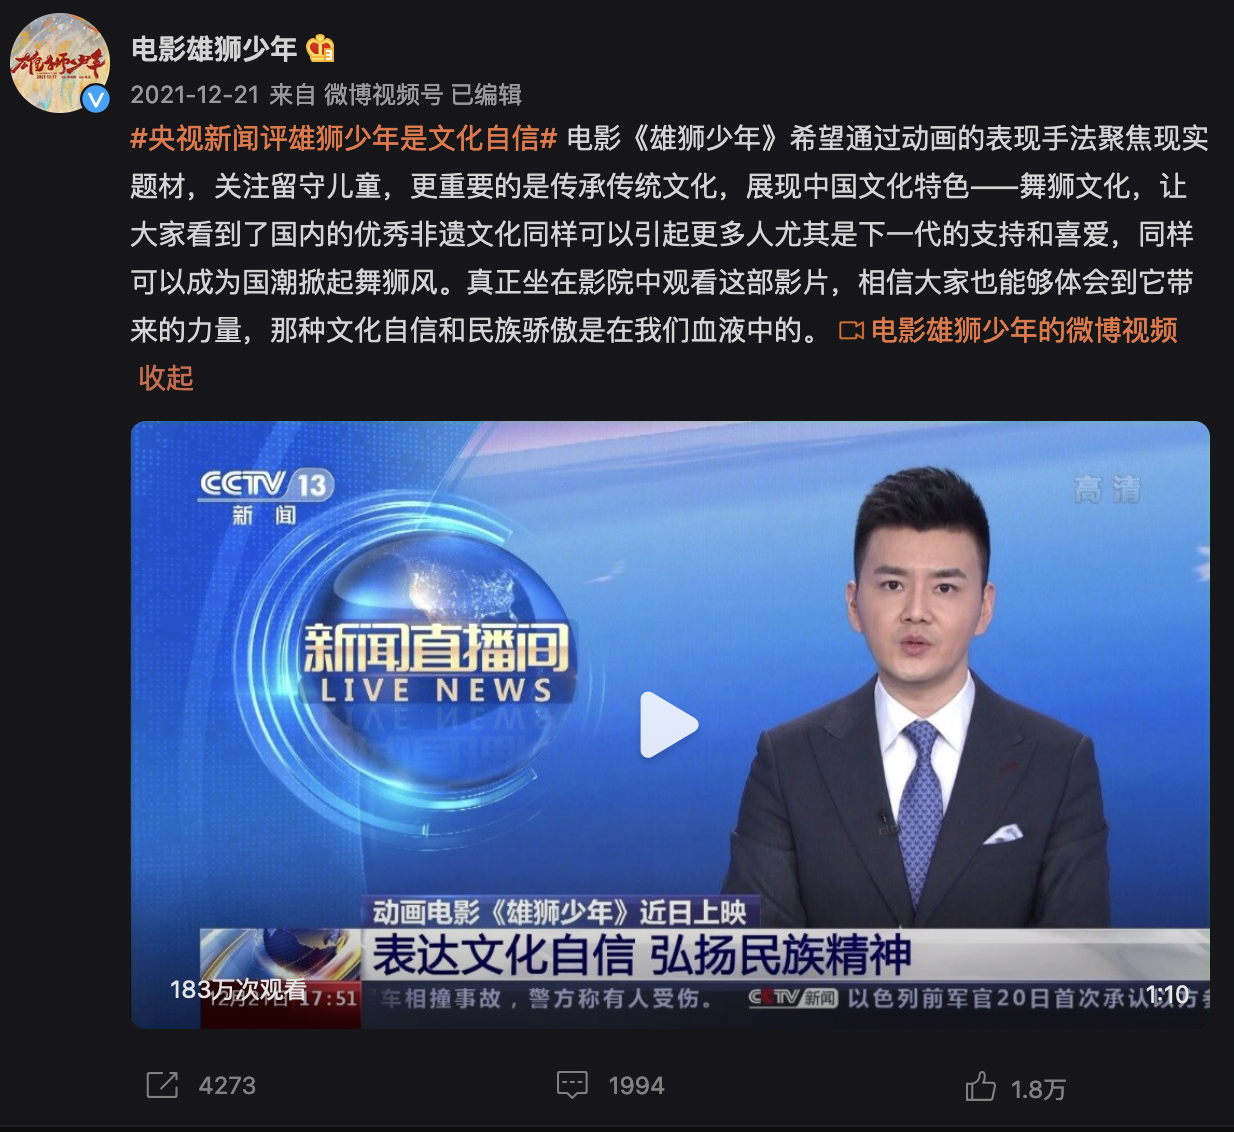 电影雄狮少年
2021-12-21 来自 微博视频号 已编辑
#央视新闻评雄狮少年是文化自信# 电影《雄狮少年》希望通过动画的表现手法聚焦现实
题材，关注留守儿童，更重要的是传承传统文化，展现中国文化特色——舞狮文化，让
大家看到了国内的优秀非遗文化同样可以引起更多人尤其是下一代的支持和喜爱，同样
可以成为国潮掀起舞狮风。真正坐在影院中观看这部影片，相信大家也能够体会到它带
来的力量，那种文化自信和民族骄傲是在我们血液中的。 电影雄狮少年的微博视频
收起
雄狮少年
CCTV 13
新闻
高清
新闻直播间
LIVE NEWS
动画电影《雄狮少年》近日上映
表达文化自信 弘扬民族精神
183万次观看
12月21日 17:51
车相撞事故，警方称有人受伤。 CCTV 新闻 以色列前军官20日首次承认以方
1:10
4273
1994
1.8万